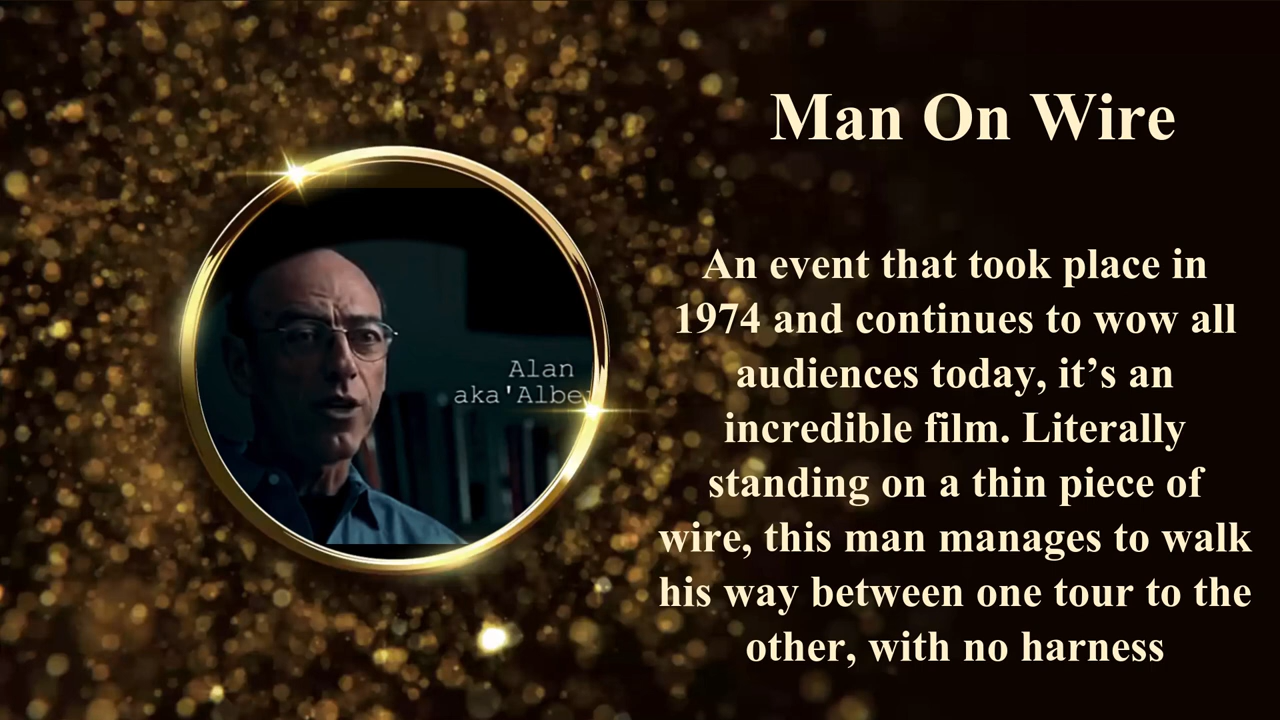 Man On Wire
Alan
aka'Albe
An event that took place in
1974 and continues to wow all
audiences today, it’s an
incredible film. Literally
standing on a thin piece of
wire, this man manages to walk
his way between one tour to the
other, with no harness